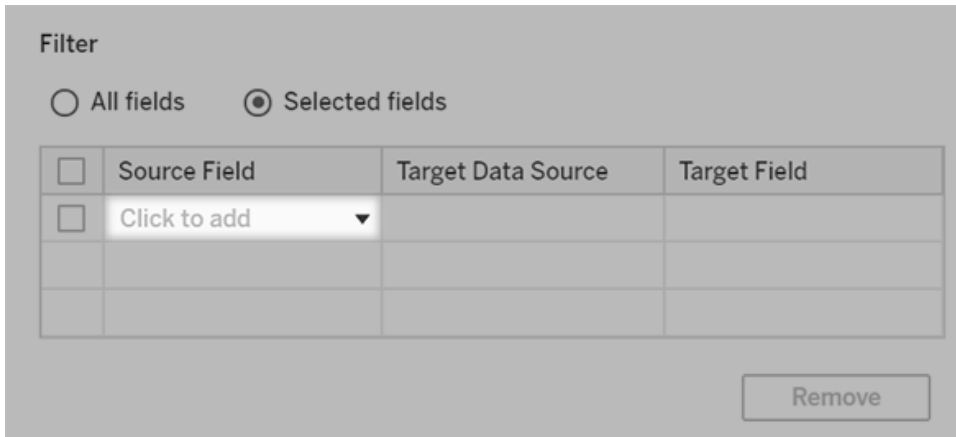 Filter
All fields Selected fields
Source Field Target Data Source Target Field
Click to add
Remove